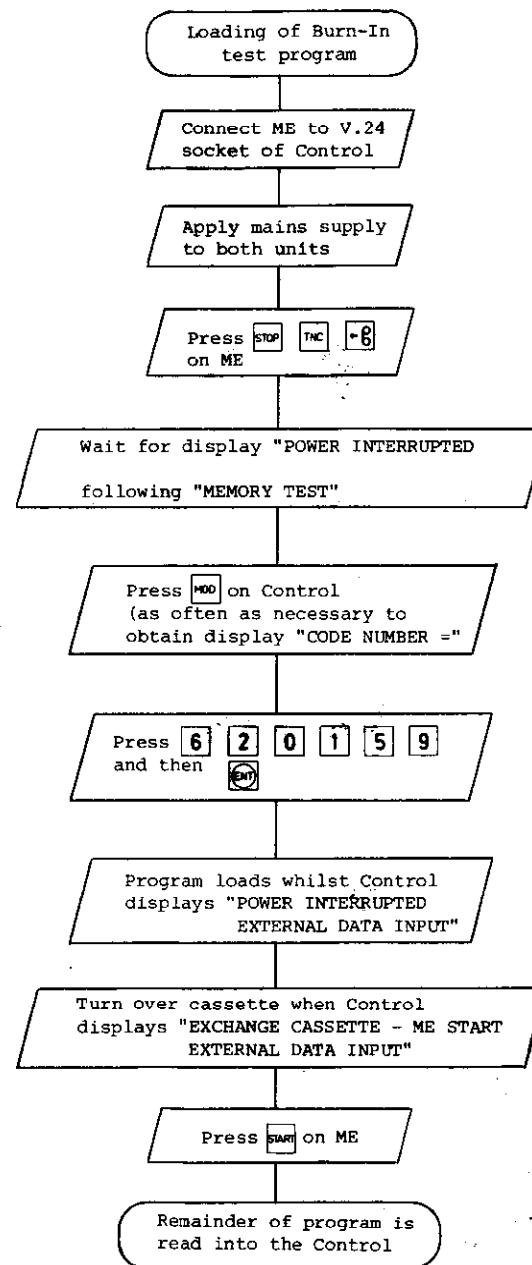 Loading of Burn-In
test program
Connect ME to V.24
socket of Control
Apply mains supply
to both units
Press STOP TNC
on ME
Wait for display "POWER INTERRUPTED
following "MEMORY TEST"
Press MOD on Control
(as often as necessary to
obtain display "CODE NUMBER ="
Press 6 2 0 1 5 9
and then ENT
Program loads whilst Control
displays "POWER INTERRUPTED
EXTERNAL DATA INPUT"
Turn over cassette when Control
displays "EXCHANGE CASSETTE - ME START
EXTERNAL DATA INPUT"
Press START on ME
Remainder of program is
read into the Control